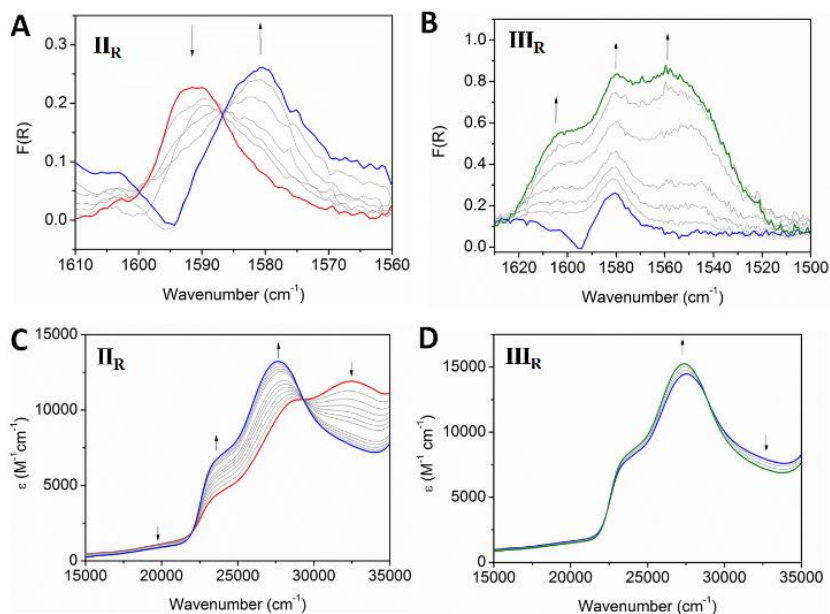 A
II_R
0.3
0.2
0.1
0.0
F(R)
1610 1600 1590 1580 1570 1560
Wavenumber (cm⁻¹)
B
III_R
1.0
0.8
0.6
0.4
0.2
0.0
F(R)
1620 1600 1580 1560 1540 1520 1500
Wavenumber (cm⁻¹)
C
II_R
15000
10000
5000
0
ε (M⁻¹cm⁻¹)
15000 20000 25000 30000 35000
Wavenumber (cm⁻¹)
D
III_R
15000
10000
5000
0
ε (M⁻¹cm⁻¹)
15000 20000 25000 30000 35000
Wavenumber (cm⁻¹)